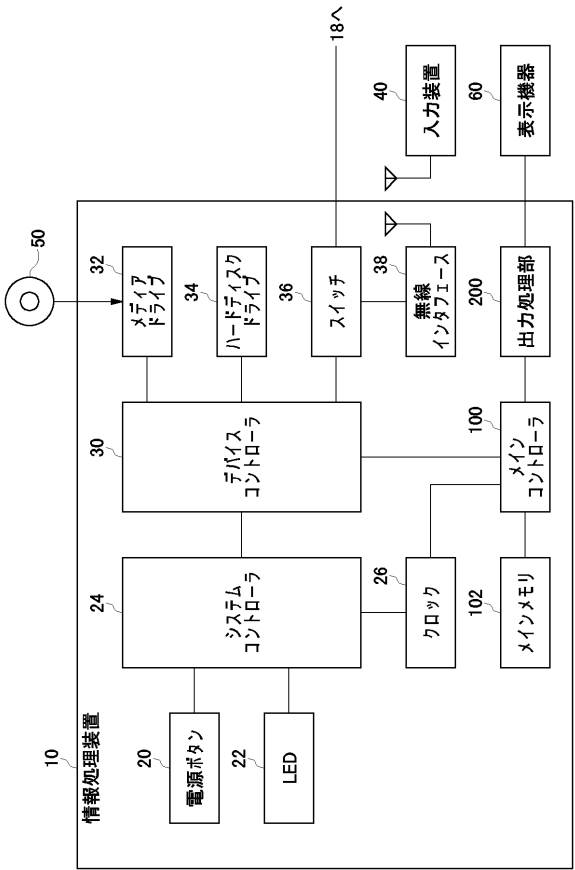 10
情報処理装置
20
電源ボタン
22
LED
24
システム
コントローラ
26
クロック
102
メインメモリ
30
デバイス
コントローラ
100
メイン
コントローラ
50
32
メディア
ドライブ
34
ハードディスク
ドライブ
36
スイッチ
38
無線
インタフェース
200
出力処理部
18へ
40
入力装置
60
表示機器